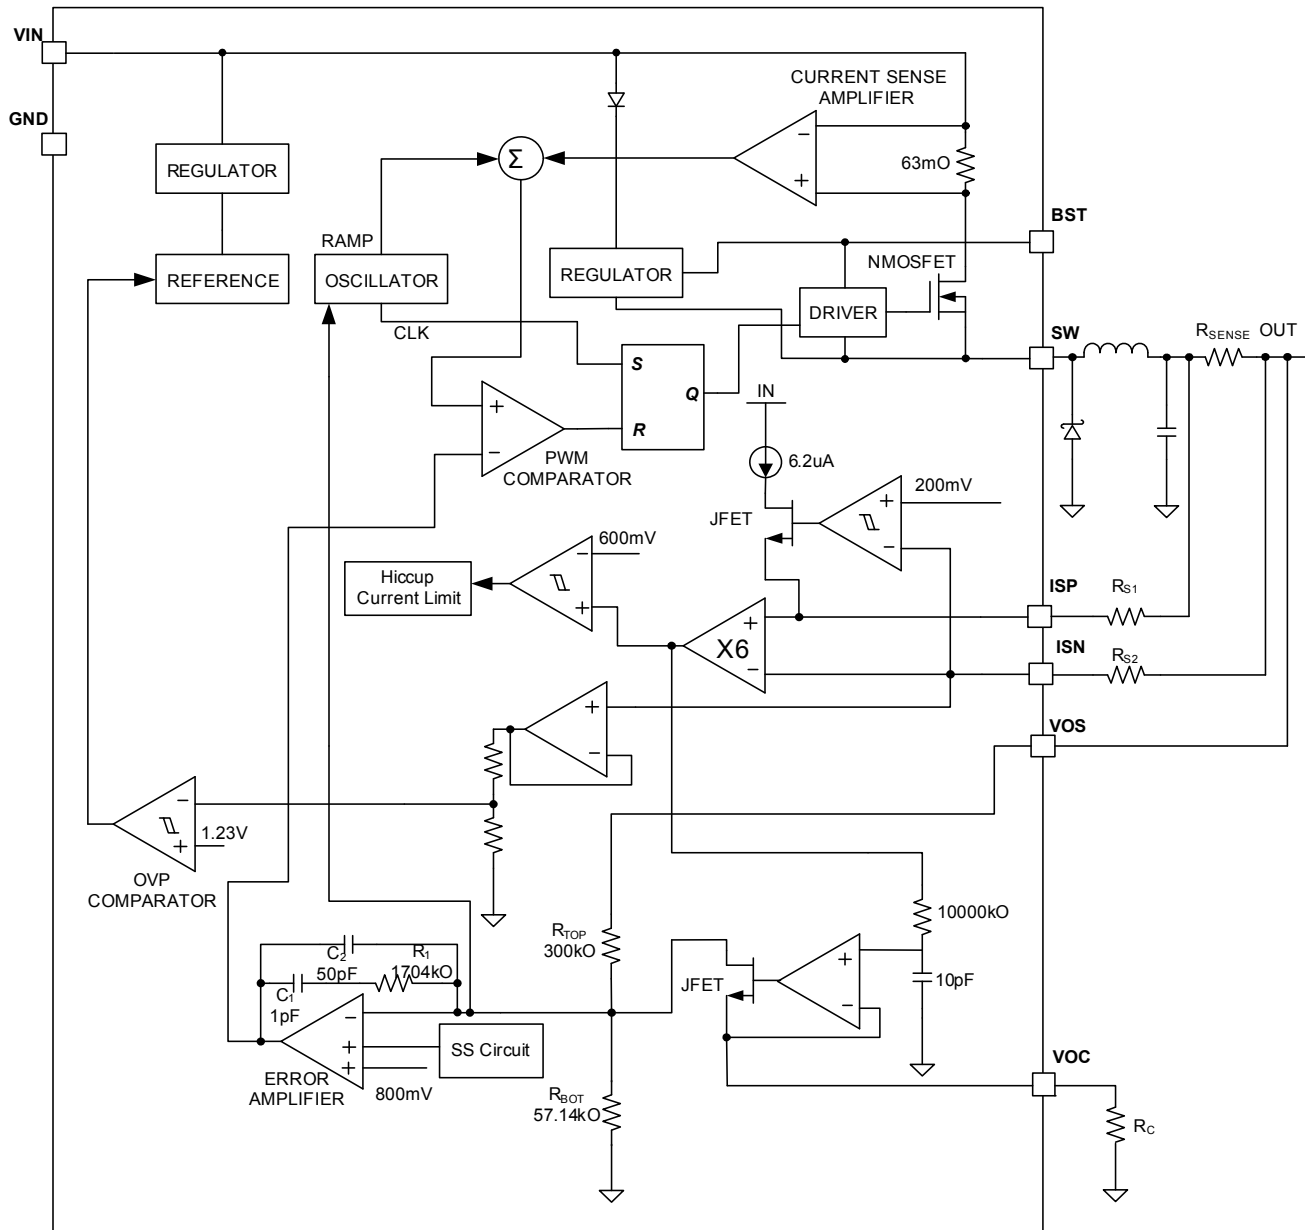 VIN
GND
CURRENT SENSE
AMPLIFIER
Σ
−
+
63mO
REGULATOR
BST
RAMP
NMOSFET
REFERENCE
OSCILLATOR
REGULATOR
DRIVER
CLK
SW
RSENSE OUT
S
Q
R
IN
+
−
PWM
COMPARATOR
6.2uA
200mV
+
−
JFET
600mV
−
+
Hiccup
Current Limit
ISP
RS1
+
X6
−
ISN
RS2
+
−
VOS
−
1.23V
+
OVP
COMPARATOR
10000kO
RTOP
300kO
C2
50pF
R1
1704kO
C1
1pF
+
−
JFET
10pF
−
+
+
SS Circuit
800mV
ERROR
AMPLIFIER
VOC
RBOT
57.14kO
RC